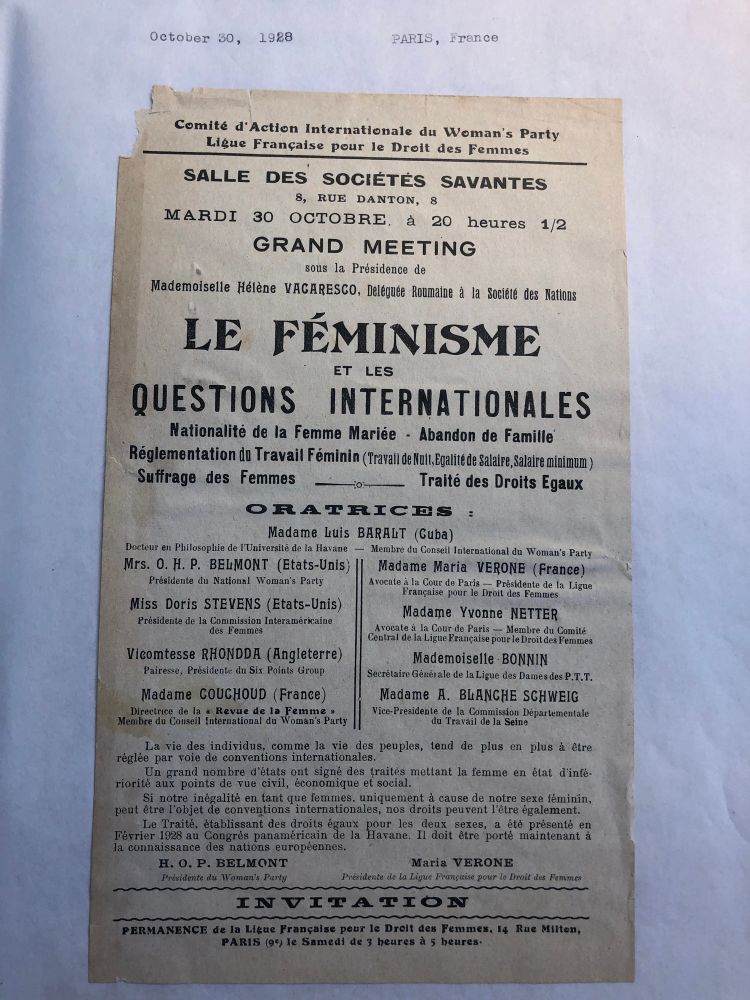 October 30, 1928 PARIS, France
Comité d'Action Internationale du Woman's Party
Ligue Française pour le Droit des Femmes
SALLE DES SOCIÉTÉS SAVANTES
8, RUE DANTON, 8
MARDI 30 OCTOBRE, à 20 heures 1/2
GRAND MEETING
sous la Présidence de
Mademoiselle Hélène VACARESCO, Deléguée Roumaine à la Société des Nations
LE FÉMINISME
ET LES
QUESTIONS INTERNATIONALES
Nationalité de la Femme Mariée - Abandon de Famille
Réglementation du Travail Féminin (Travail de Nuit, Egalité de Salaire, Salaire minimum)
Suffrage des Femmes —:o:— Traité des Droits Egaux
ORATRICES :
Madame Luis BARALT (Cuba)
Docteur en Philosophie de l'Université de la Havane — Membre du Conseil International du Woman's Party
Mrs. O. H. P. BELMONT (Etats-Unis)
Présidente du National Woman's Party
Miss Doris STEVENS (Etats-Unis)
Présidente de la Commission Interaméricaine
des Femmes
Vicomtesse RHONDDA (Angleterre)
Pairesse, Présidente du Six Points Group
Madame COUCHOUD (France)
Directrice de la « Revue de la Femme »
Membre du Conseil International du Woman's Party
Madame Maria VERONE (France)
Avocate à la Cour de Paris — Présidente de la Ligue
Française pour le Droit des Femmes
Madame Yvonne NETTER
Avocate à la Cour de Paris — Membre du Comité
Central de la Ligue Française pour le Droit des Femmes
Mademoiselle BONNIN
Secrétaire Générale de la Ligue des Dames des P.T.T.
Madame A. BLANCHE SCHWEIG
Vice-Presidente de la Commission Départementale
du Travail de la Seine
La vie des individus, comme la vie des peuples, tend de plus en plus à être
réglée par voie de conventions internationales.
Un grand nombre d'états ont signé des traités mettant la femme en état d'infé-
riorité aux points de vue civil, économique et social.
Si notre inégalité en tant que femmes, uniquement à cause de notre sexe féminin,
peut être l'objet de conventions internationales, nos droits peuvent l'être également.
Le Traité, établissant des droits égaux pour les deux sexes, a été présenté en
Février 1928 au Congrés panaméricain de la Havane. Il doit être porté maintenant à
la connaissance des nations européennes.
H. O. P. BELMONT Maria VERONE
Présidente du Woman's Party Présidente de la Ligue Française pour le Droit des Femmes
INVITATION
PERMANENCE de la Ligue Française pour le Droit des Femmes, 14 Rue Milton,
PARIS (9e) le Samedi de 3 heures à 5 heures.